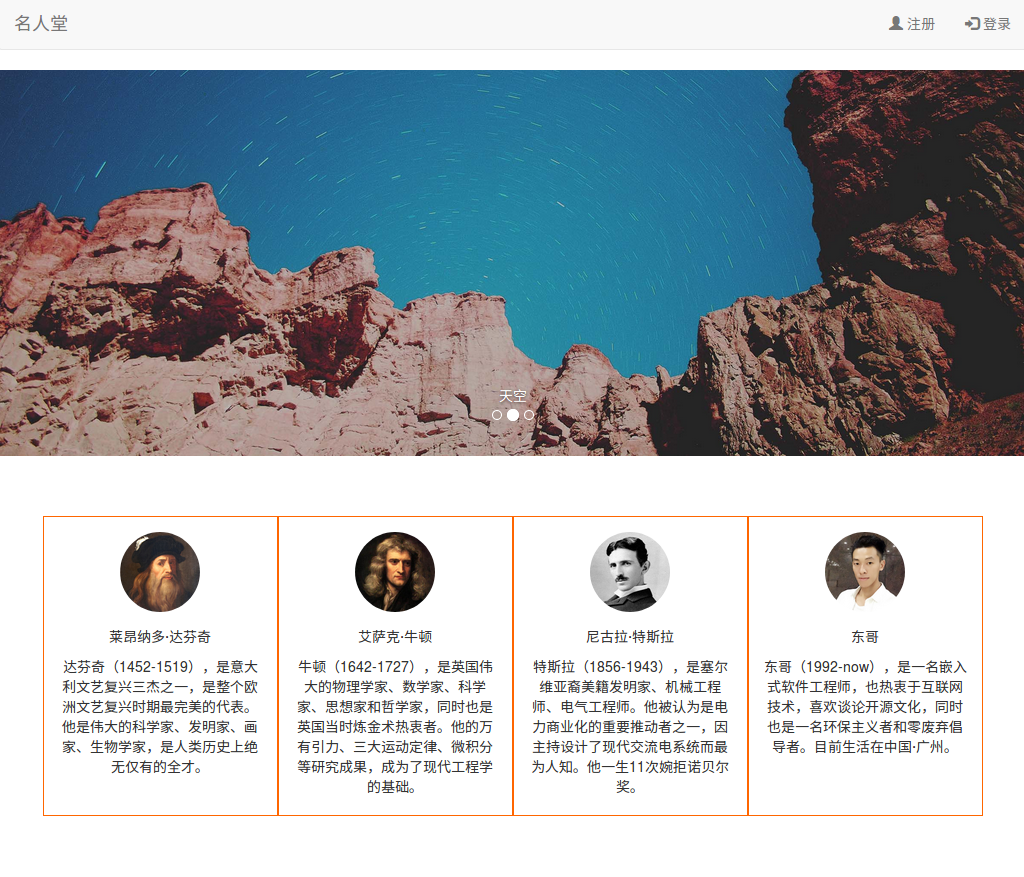 名人堂
注册
登录
天空
莱昂纳多·达芬奇
达芬奇（1452-1519），是意大
利文艺复兴三杰之一，是整个欧
洲文艺复兴时期最完美的代表。
他是伟大的科学家、发明家、画
家、生物学家，是人类历史上绝
无仅有的全才。
艾萨克·牛顿
牛顿（1642-1727），是英国伟
大的物理学家、数学家、科学
家、思想家和哲学家，同时也是
英国当时炼金术热衷者。他的万
有引力、三大运动定律、微积分
等研究成果，成为了现代工程学
的基础。
尼古拉·特斯拉
特斯拉（1856-1943），是塞尔
维亚裔美籍发明家、机械工程
师、电气工程师。他被认为是电
力商业化的重要推动者之一，因
主持设计了现代交流电系统而最
为人知。他一生11次婉拒诺贝尔
奖。
东哥
东哥（1992-now），是一名嵌入
式软件工程师，也热衷于互联网
技术，喜欢谈论开源文化，同时
也是一名环保主义者和零废弃倡
导者。目前生活在中国·广州。